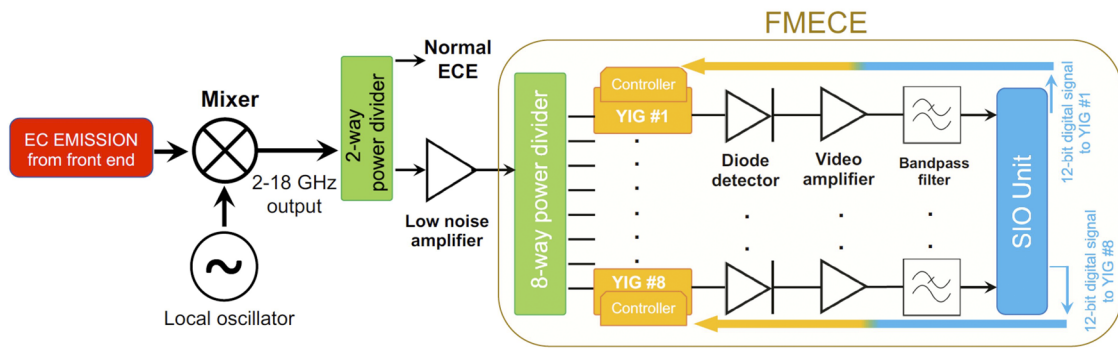 FMECE
EC EMISSION
from front end
Mixer
2-18 GHz
output
Local oscillator
2-way
power divider
Normal
ECE
Low noise
amplifier
8-way power divider
Controller
YIG #1
Diode
detector
Video
amplifier
Bandpass
filter
YIG #8
Controller
SIO Unit
12-bit digital signal
to YIG #1
12-bit digital signal
to YIG #8